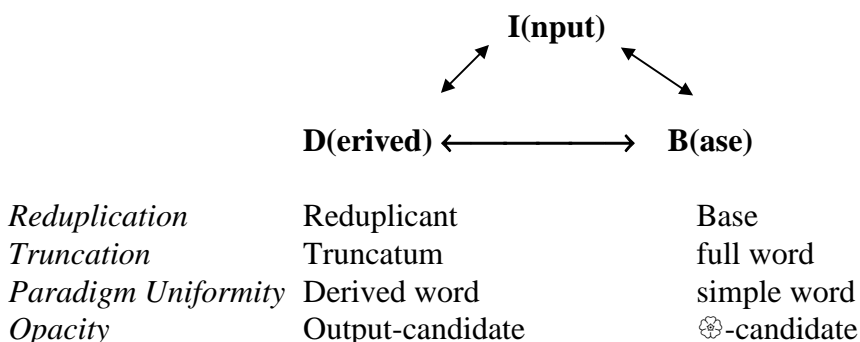 I(nput)
D(erived) B(ase)
Reduplication Reduplicant Base
Truncation Truncatum full word
Paradigm Uniformity Derived word simple word
Opacity Output-candidate ❀-candidate